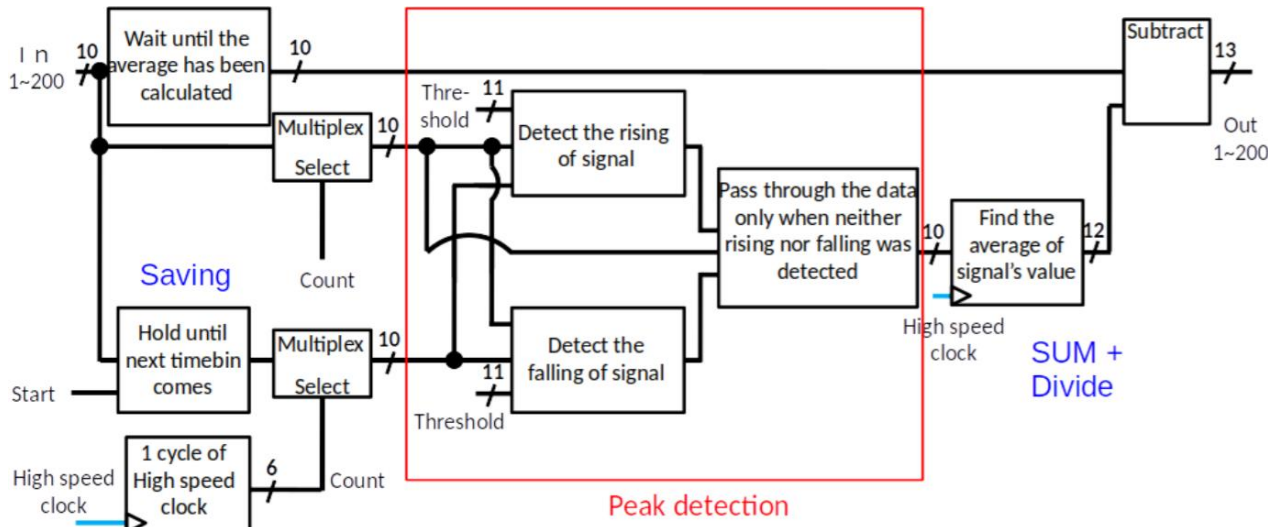 I n
1~200
10
Wait until the
average has been
calculated
10
Subtract
13
Out
1~200
Multiplex
Select
10
Count
Thre-
shold
11
Detect the rising
of signal
Pass through the data
only when neither
rising nor falling was
detected
10
Find the
average of
signal's value
12
High speed
clock
SUM +
Divide
Saving
Hold until
next timebin
comes
Start
Multiplex
Select
10
Detect the
falling of signal
11
Threshold
1 cycle of
High speed
clock
High speed
clock
6
Count
Peak detection